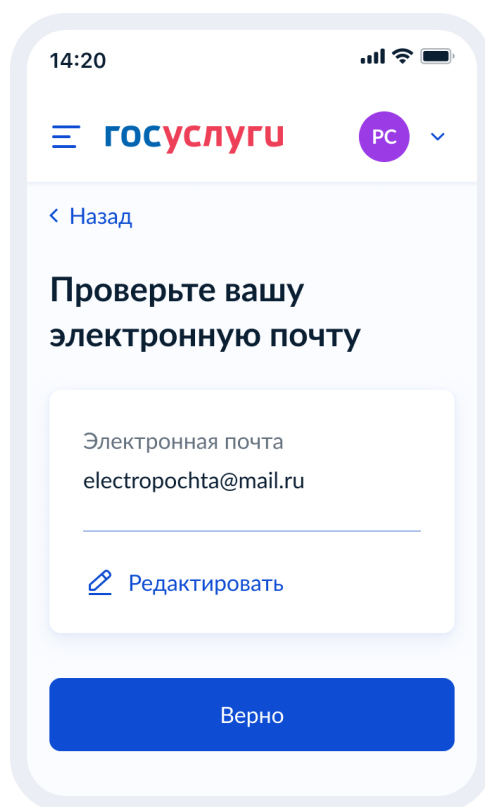 14:20
госуслуги
РС
Назад
Проверьте вашу
электронную почту
Электронная почта
electropochta@mail.ru
Редактировать
Верно